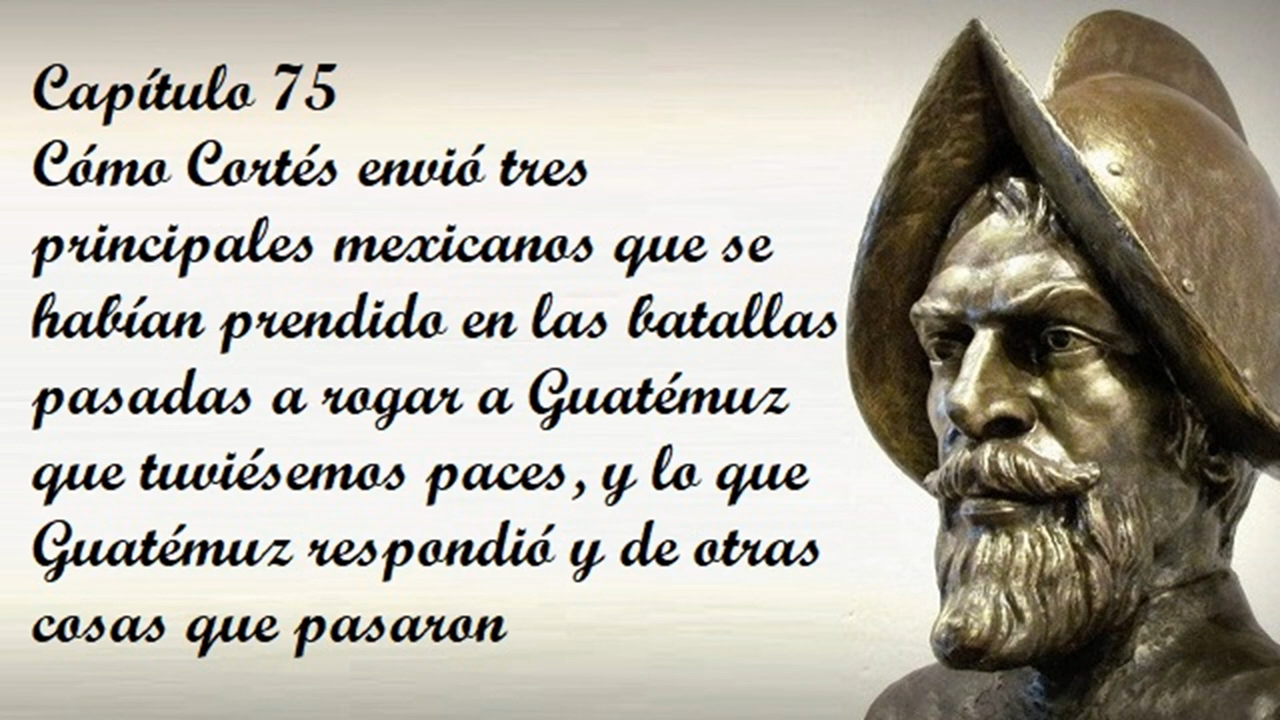 Capítulo 75
Cómo Cortés envió tres
principales mexicanos que se
habían prendido en las batallas
pasadas a rogar a Guatémuz
que tuviésemos paces, y lo que
Guatémuz respondió y de otras
cosas que pasaron